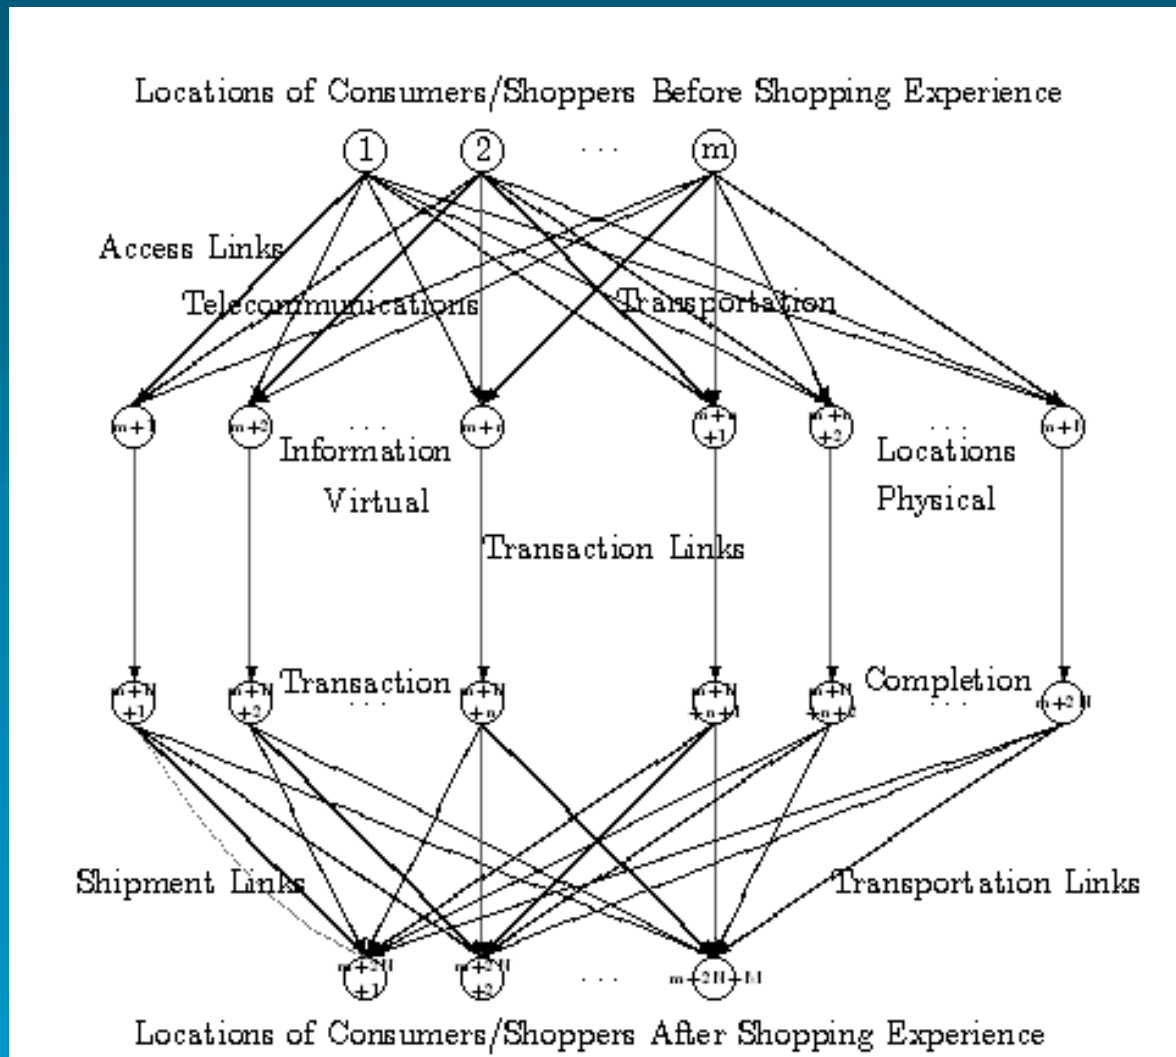 Locations of Consumers/Shoppers Before Shopping Experience
1 2 · · · m
Access Links
Telecommunications Transportation
m+1 m+2 · · · m+n m+n +1 m+n +2 · · ·
Information Locations
Virtual Physical
Transaction Links
Transaction Completion
m+N +1 m+N +2 · · · m+N +n m+N +n+1 m+N +n+2 · · · m+2N
Shipment Links Transportation Links
m+2N +1 m+2N +2 · · · m+2N+M
Locations of Consumers/Shoppers After Shopping Experience